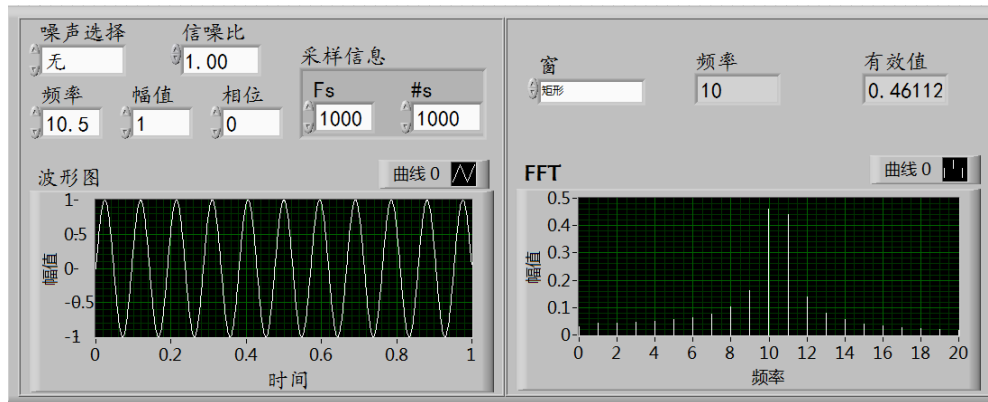 噪声选择 信噪比
无 1.00 采样信息
频率 幅值 相位 Fs #s
10.5 1 0 1000 1000
波形图 曲线 0
幅值
1
0.5
0
-0.5
-1
0 0.2 0.4 0.6 0.8 1
时间
窗 频率 有效值
矩形 10 0.46112
FFT 曲线 0
幅值
0.5
0.4
0.3
0.2
0.1
0
0 2 4 6 8 10 12 14 16 18 20
频率